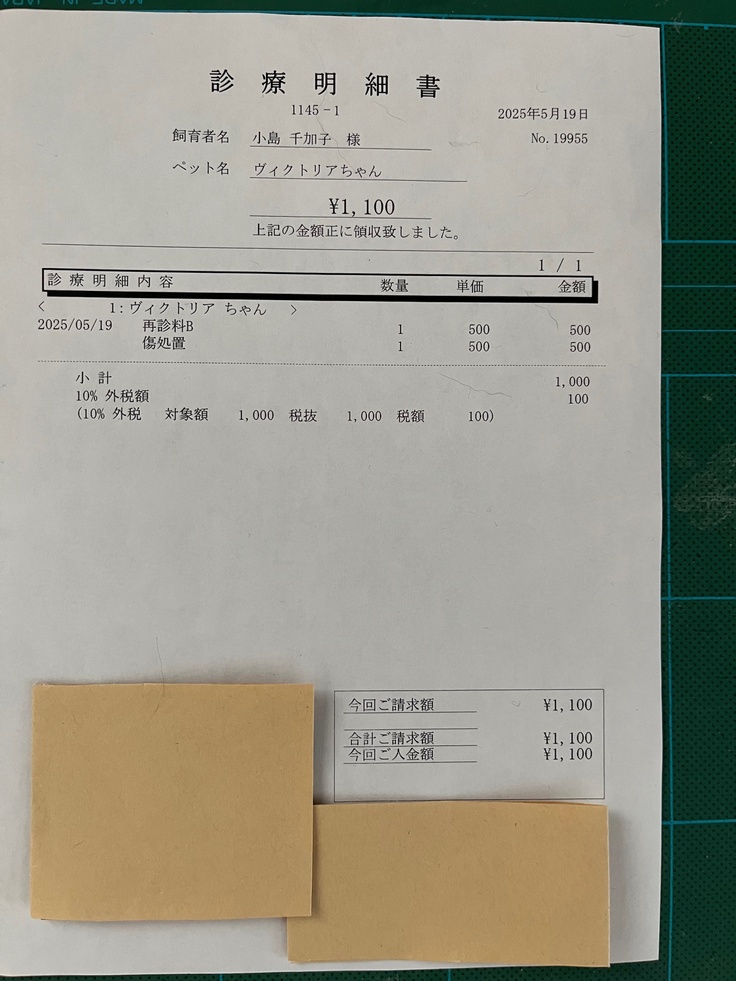 診療明細書
1145-1
2025年5月19日
飼育者名 小島 千加子 様
No.19955
ペット名 ヴィクトリアちゃん
¥1,100
上記の金額正に領収致しました。
1 / 1
診療明細内容 数量 単価 金額
< 1:ヴィクトリア ちゃん >
2025/05/19 再診料B 1 500 500
傷処置 1 500 500
小 計 1,000
10% 外税額 100
(10% 外税 対象額 1,000 税抜 1,000 税額 100)
今回ご請求額 ¥1,100
合計ご請求額 ¥1,100
今回ご入金額 ¥1,100